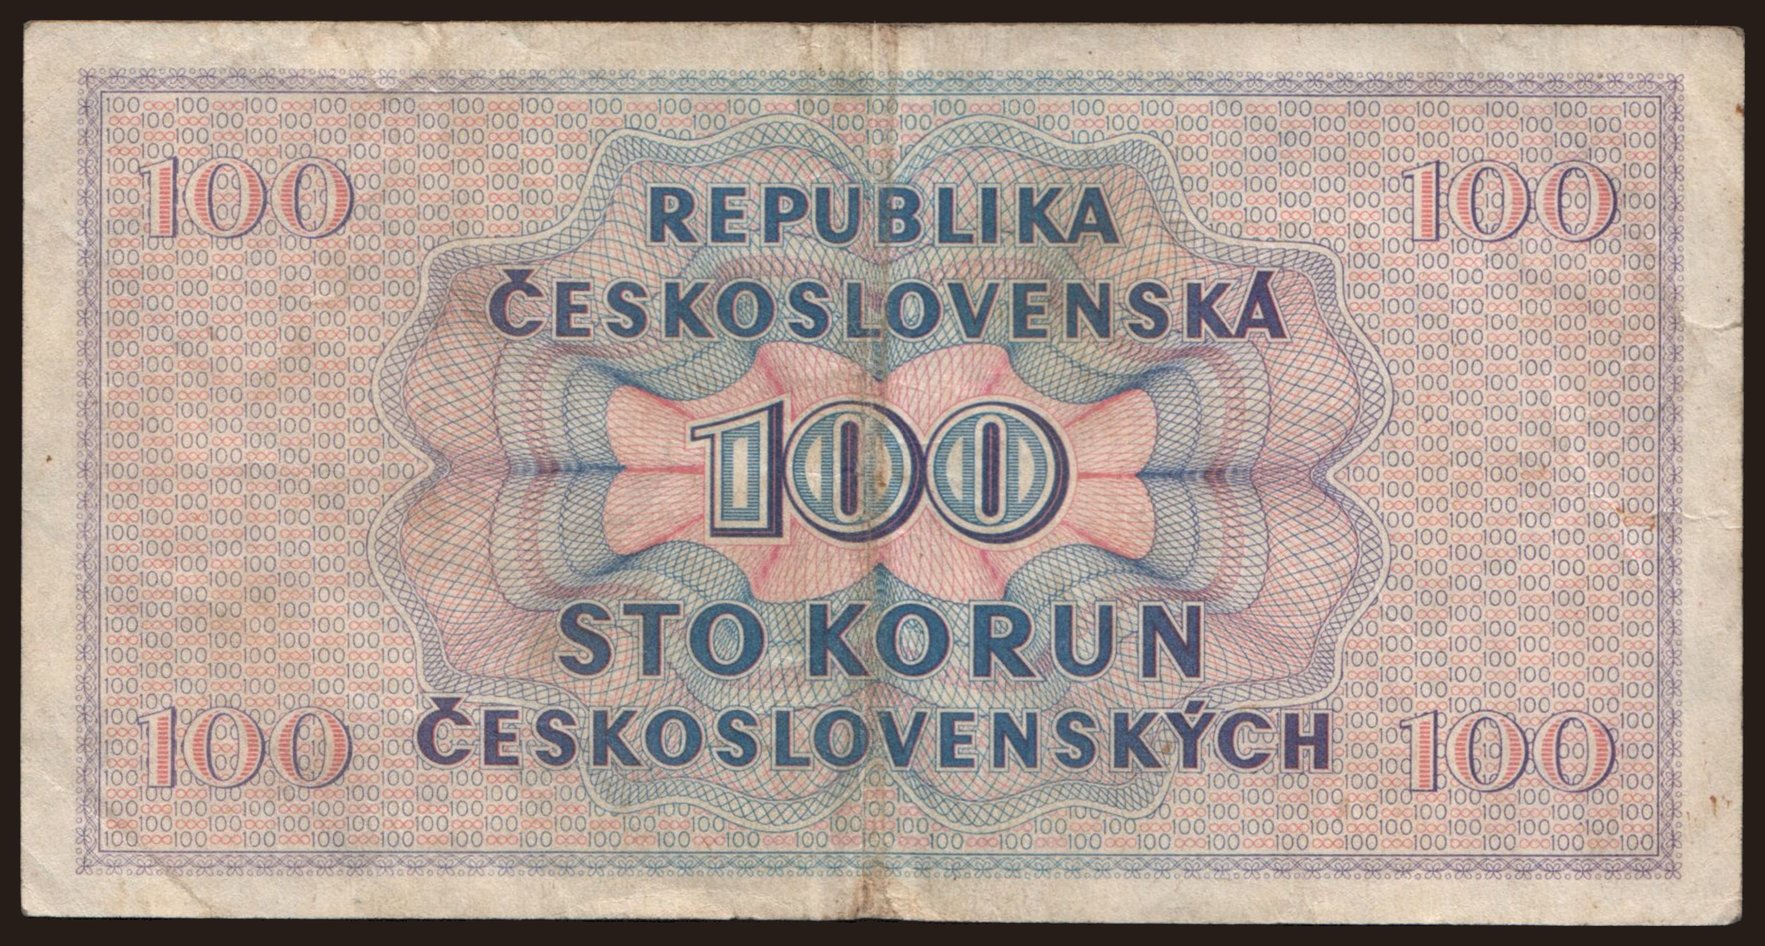 100 100
REPUBLIKA
ČESKOSLOVENSKÁ
100
STO KORUN
ČESKOSLOVENSKÝCH
100 100